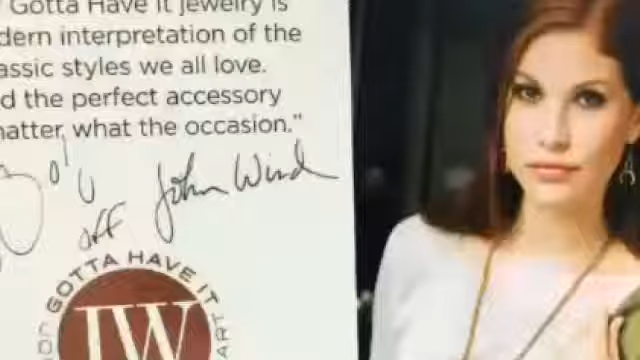 Gotta Have It Jewelry is
dern interpretation of the
assic styles we all love.
d the perfect accessory
natter what the occasion."
off John Wind
GOTTA HAVE IT
JW
ART